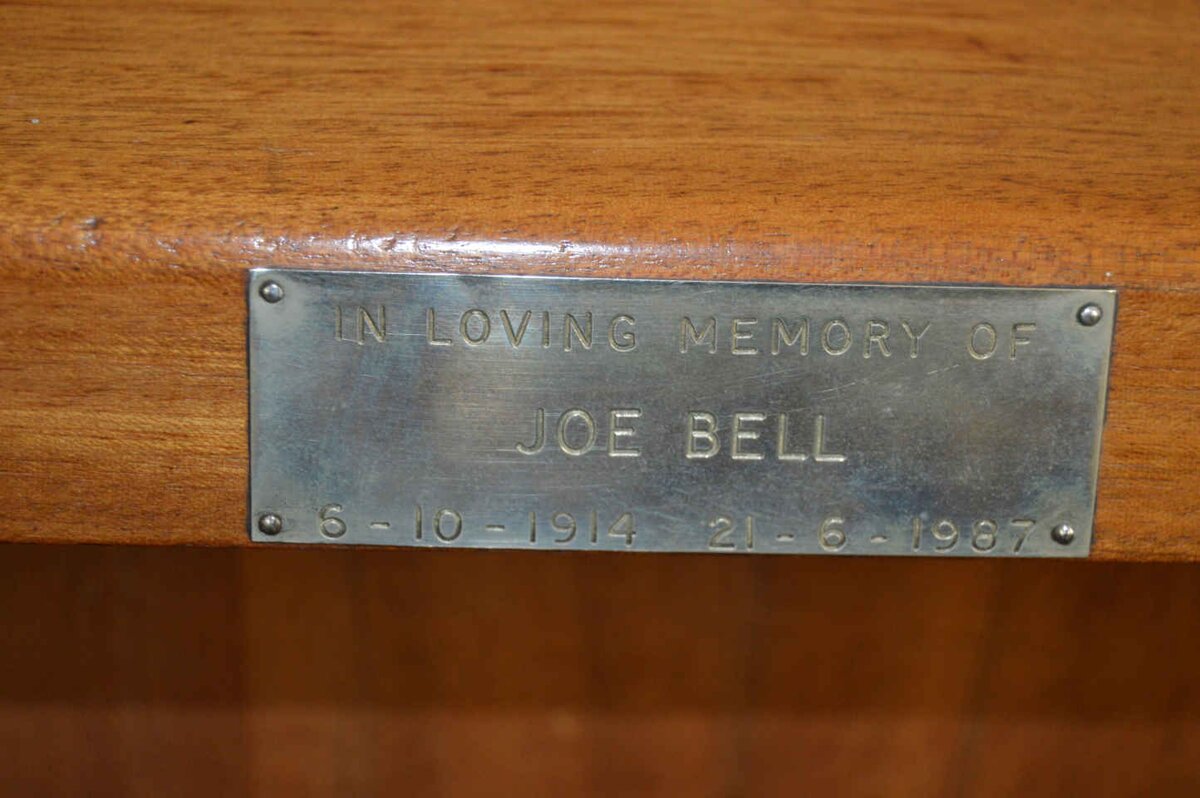 IN LOVING MEMORY OF
JOE BELL
6 - 10 - 1914 21 - 6 - 1987